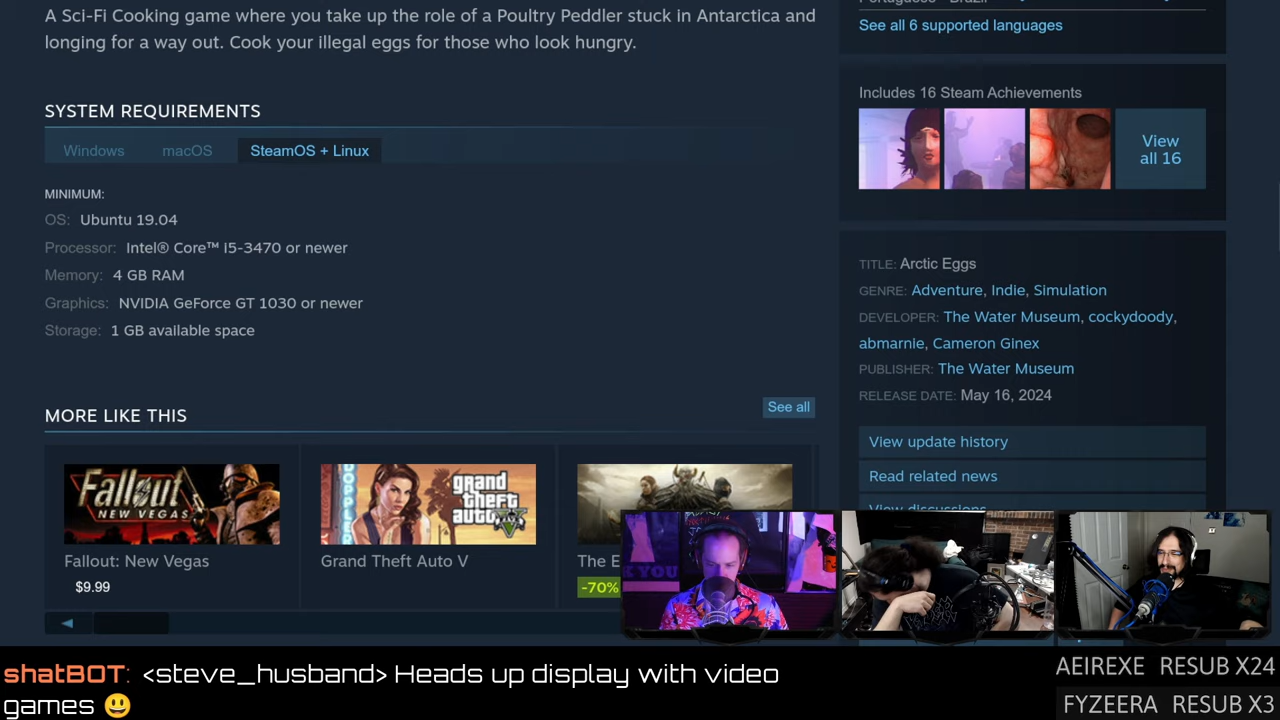 A Sci-Fi Cooking game where you take up the role of a Poultry Peddler stuck in Antarctica and
longing for a way out. Cook your illegal eggs for those who look hungry.
SYSTEM REQUIREMENTS
Windows
macOS
SteamOS + Linux
MINIMUM:
OS: Ubuntu 19.04
Processor: Intel® Core™ I5-3470 or newer
Memory: 4 GB RAM
Graphics: NVIDIA GeForce GT 1030 or newer
Storage: 1 GB available space
MORE LIKE THIS
See all
Fallout
NEW VEGAS
grand
theft
auto
Fallout: New Vegas
$9.99
Grand Theft Auto V
The E
-70%
See all 6 supported languages
Includes 16 Steam Achievements
View
all 16
TITLE: Arctic Eggs
GENRE: Adventure, Indie, Simulation
DEVELOPER: The Water Museum, cockydoody,
abmarnie, Cameron Ginex
PUBLISHER: The Water Museum
RELEASE DATE: May 16, 2024
View update history
Read related news
View discussions
shatBOT: <steve_husband> Heads up display with video
games 😃
AEIREXE RESUB X24
FYZEERA RESUB X3